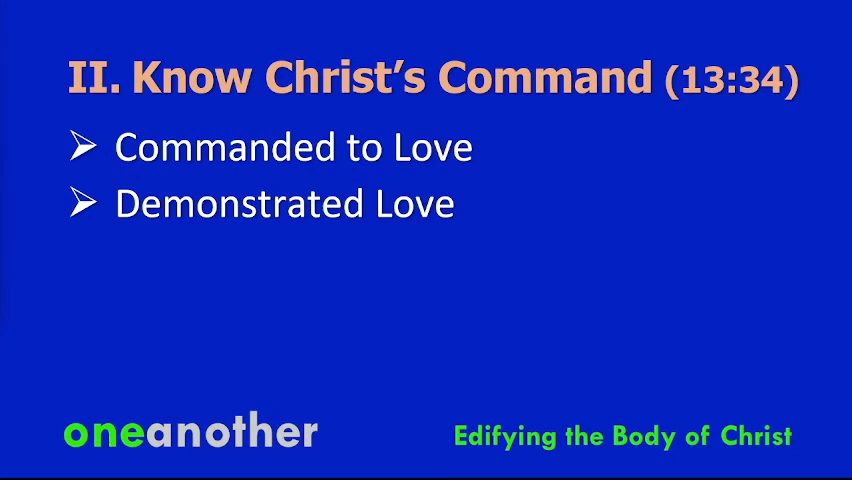 II. Know Christ’s Command (13:34)
➢ Commanded to Love
➢ Demonstrated Love
oneanother
Edifying the Body of Christ